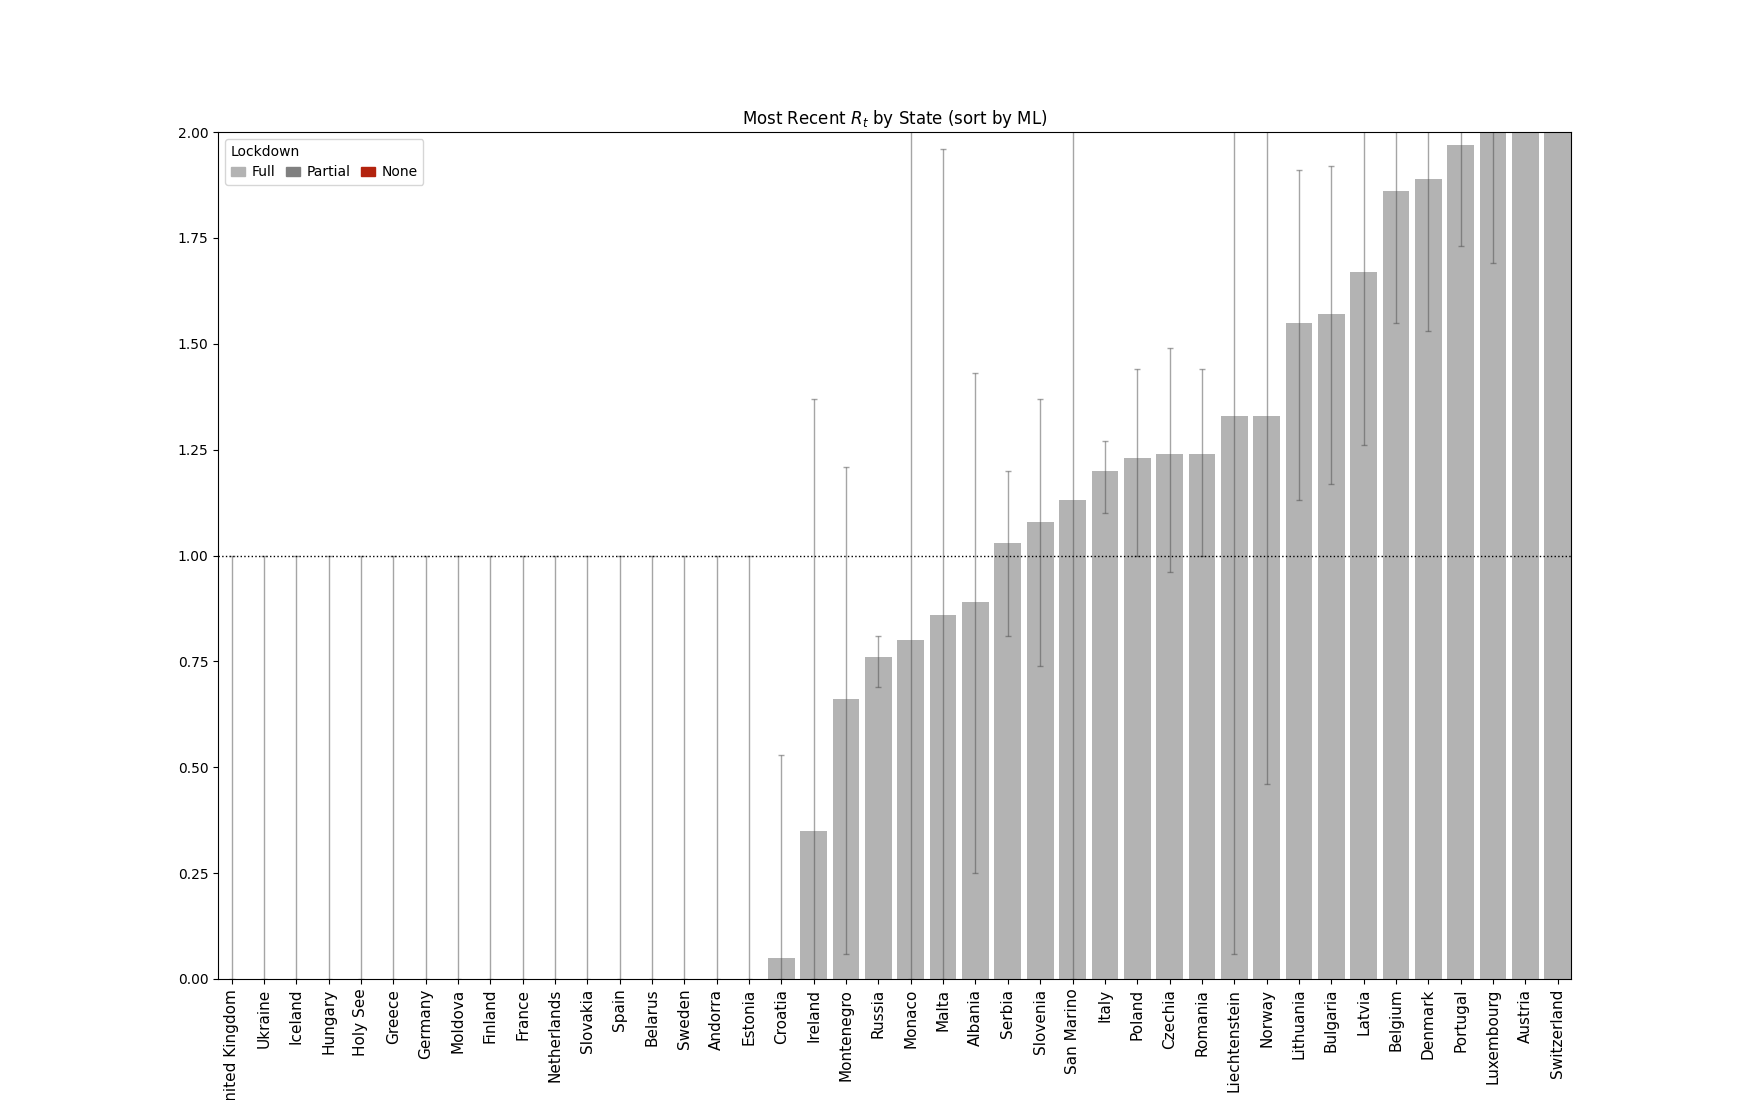 Most Recent Rt by State (sort by ML)
Lockdown
Full Partial None
2.00
1.75
1.50
1.25
1.00
0.75
0.50
0.25
0.00
nited Kingdom
Ukraine
Iceland
Hungary
Holy See
Greece
Germany
Moldova
Finland
France
Netherlands
Slovakia
Spain
Belarus
Sweden
Andorra
Estonia
Croatia
Ireland
Montenegro
Russia
Monaco
Malta
Albania
Serbia
Slovenia
San Marino
Italy
Poland
Czechia
Romania
Liechtenstein
Norway
Lithuania
Bulgaria
Latvia
Belgium
Denmark
Portugal
Luxembourg
Austria
Switzerland